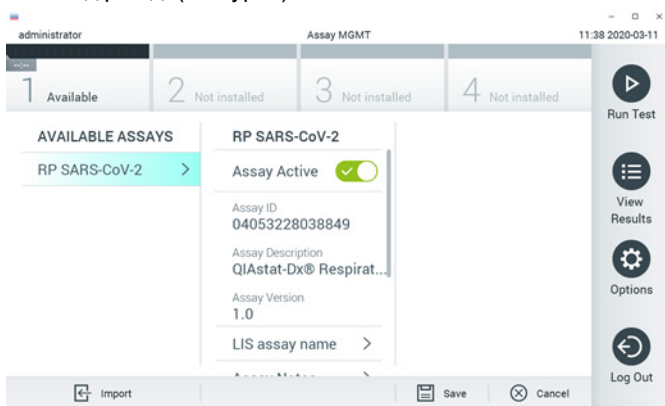 administrator Assay MGMT 11:38 2020-03-11
1 Available 2 Not installed 3 Not installed 4 Not installed
Run Test
AVAILABLE ASSAYS RP SARS-CoV-2
RP SARS-CoV-2 Assay Active
View
Results
Assay ID
04053228038849
Assay Description
QIAstat-Dx® Respirat...
Options
Assay Version
1.0
LIS assay name
Log Out
Import Save Cancel